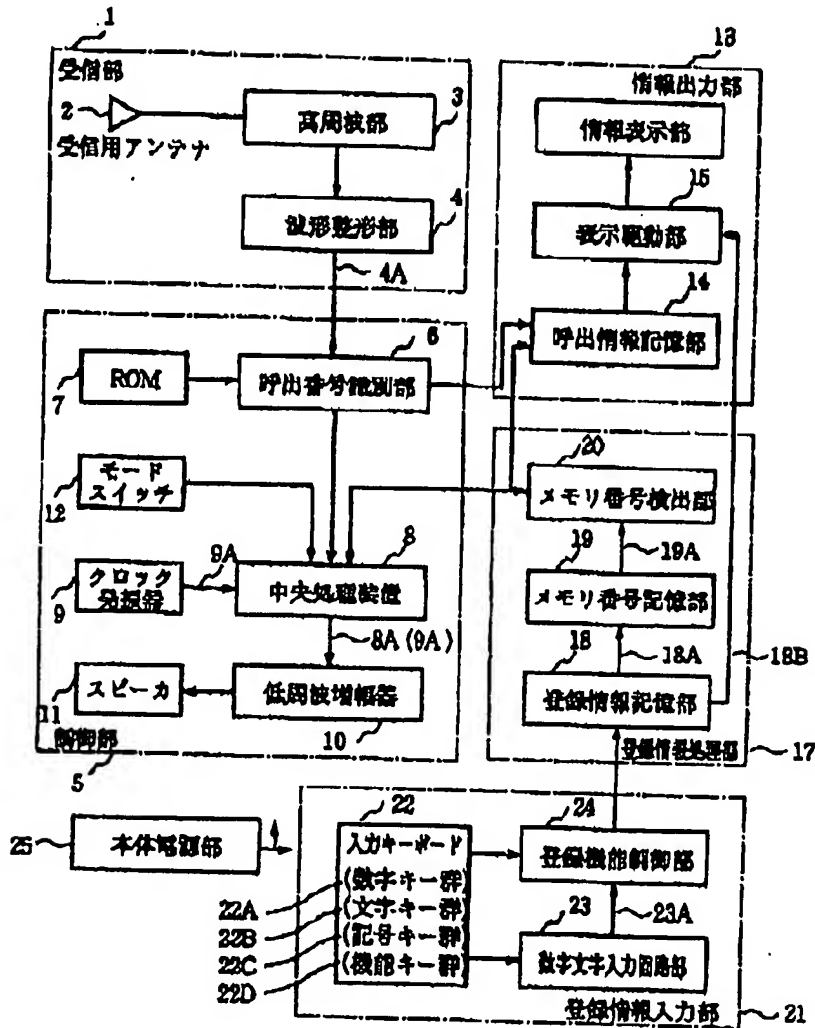 1
受信部
2
受信用アンテナ
高周波部
3
波形整形部
4
4A
13
情報出力部
情報表示部
15
表示駆動部
14
呼出情報記憶部
6
ROM
7
呼出番号識別部
モード
スイッチ
12
クロック
発振器
9
9A
8
中央処理装置
8A(9A)
スピーカ
11
低周波増幅器
10
制御部
5
20
メモリ番号検出部
19
19A
メモリ番号記憶部
18
18A
18B
登録情報記憶部
登録情報処理部
17
25
本体電源部
22
入力キーボード
(数字キー群)
(文字キー群)
(記号キー群)
(機能キー群)
22A
22B
22C
22D
24
登録機能制御部
23
23A
数字文字入力回路部
登録情報入力部
21